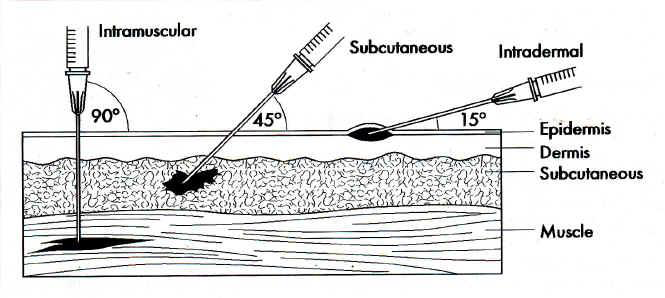 Intramuscular
Subcutaneous
Intradermal
90°
45°
15°
Epidermis
Dermis
Subcutaneous
Muscle